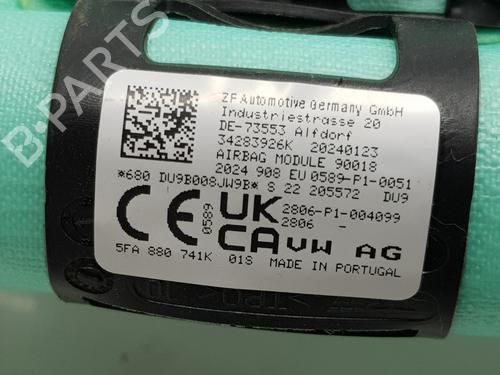 ZF Automotive Germany GmbH
Industriestrasse 20
DE-73553 Alfdorf
34283926K 20240123
AIRBAG MODULE 90018
2024 908 EU 0589-P1-0051
*680 DU9B008JW9B* S 22 205572 DU9
CE 0589 UK CA 2806-P1-004099
2806 -
VW AG
5FA 880 741K 01S MADE IN PORTUGAL
B-Parts
>TPO<